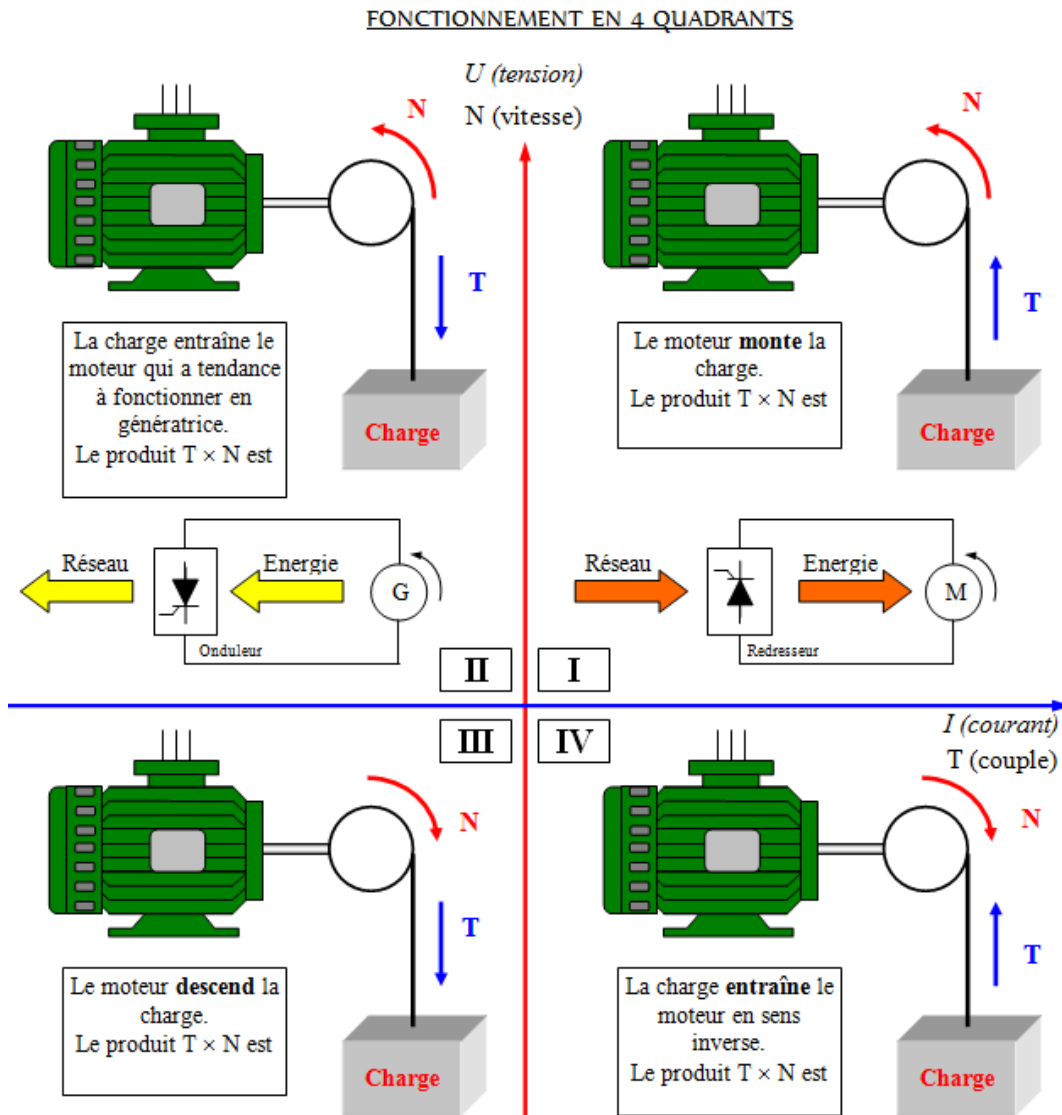 FONCTIONNEMENT EN 4 QUADRANTS
U (tension)
N (vitesse)
N
T
La charge entraîne le
moteur qui a tendance
à fonctionner en
génératrice.
Le produit T × N est
Charge
N
T
Le moteur monte la
charge.
Le produit T × N est
Charge
Réseau
Energie
G
Onduleur
Réseau
Energie
M
Redresseur
II
I
III
IV
I (courant)
T (couple)
N
T
Le moteur descend la
charge.
Le produit T × N est
Charge
N
T
La charge entraîne le
moteur en sens
inverse.
Le produit T × N est
Charge